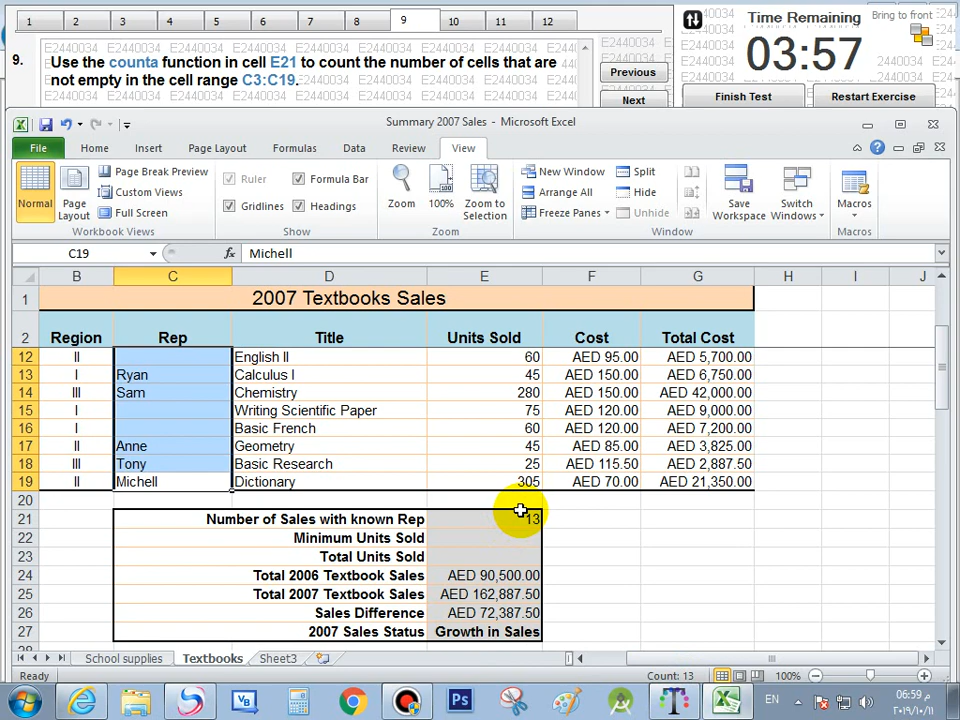 1 2 3 4 5 6 7 8 9 10 11 12
Time Remaining
Bring to front
03:57
9.
Use the counta function in cell E21 to count the number of cells that are
not empty in the cell range C3:C19.
Previous
Next
Finish Test
Restart Exercise
E2440034 E2440034 E2440034 E2440034 E2440034 E2440034 E2440034
Summary 2007 Sales - Microsoft Excel
File Home Insert Page Layout Formulas Data Review View
Normal
Page Layout
Page Break Preview
Custom Views
Full Screen
Workbook Views
Ruler
Formula Bar
Gridlines
Headings
Show
Zoom
100%
Zoom to Selection
Zoom
New Window
Arrange All
Freeze Panes
Split
Hide
Unhide
Save Workspace
Switch Windows
Window
Macros
Macros
C19 fx Michell
B C D E F G H I J
1 2007 Textbooks Sales
2 Region Rep Title Units Sold Cost Total Cost
12 II English II 60 AED 95.00 AED 5,700.00
13 I Ryan Calculus I 45 AED 150.00 AED 6,750.00
14 III Sam Chemistry 280 AED 150.00 AED 42,000.00
15 I Writing Scientific Paper 75 AED 120.00 AED 9,000.00
16 I Basic French 60 AED 120.00 AED 7,200.00
17 II Anne Geometry 45 AED 85.00 AED 3,825.00
18 III Tony Basic Research 25 AED 115.50 AED 2,887.50
19 II Michell Dictionary 305 AED 70.00 AED 21,350.00
20
21 Number of Sales with known Rep 13
22 Minimum Units Sold
23 Total Units Sold
24 Total 2006 Textbook Sales AED 90,500.00
25 Total 2007 Textbook Sales AED 162,887.50
26 Sales Difference AED 72,387.50
27 2007 Sales Status Growth in Sales
School supplies Textbooks Sheet3
Ready Count: 13 100%
EN
06:59 م
٢٠١٩/١٠/١١